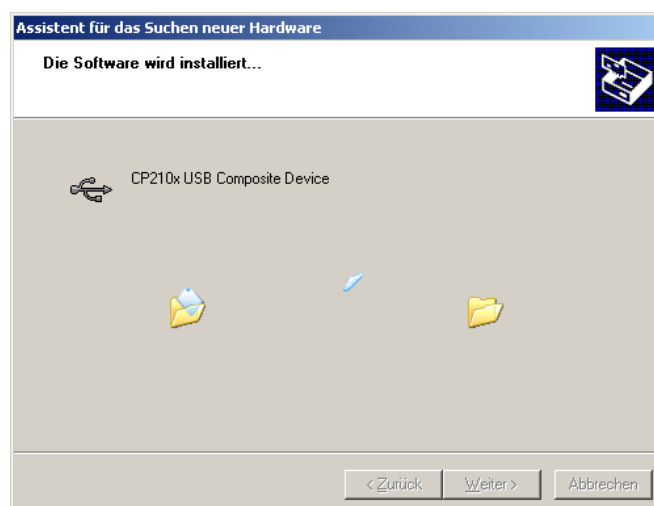 Assistent für das Suchen neuer Hardware
Die Software wird installiert...
CP210x USB Composite Device
< Zurück Weiter > Abbrechen